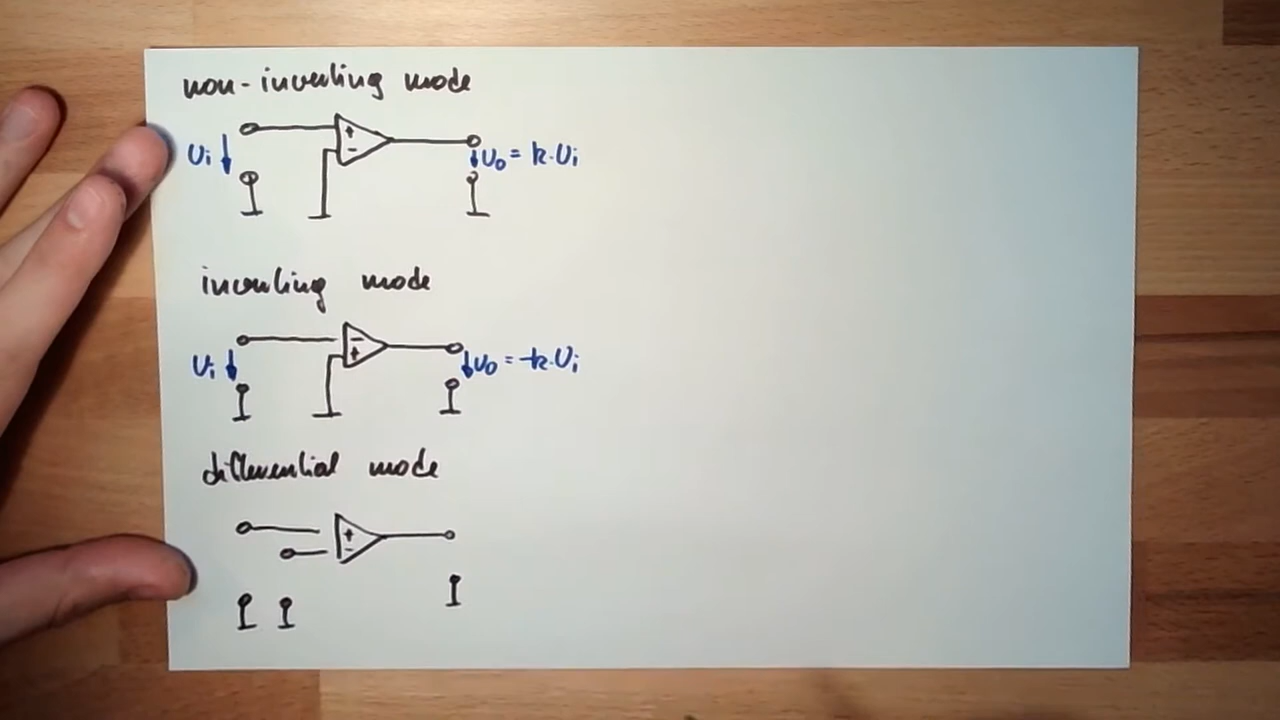 non-inverting mode
+
-
Ui
Uo = k·Ui
inverting mode
-
+
Ui
Uo = -k·Ui
differential mode
+
-